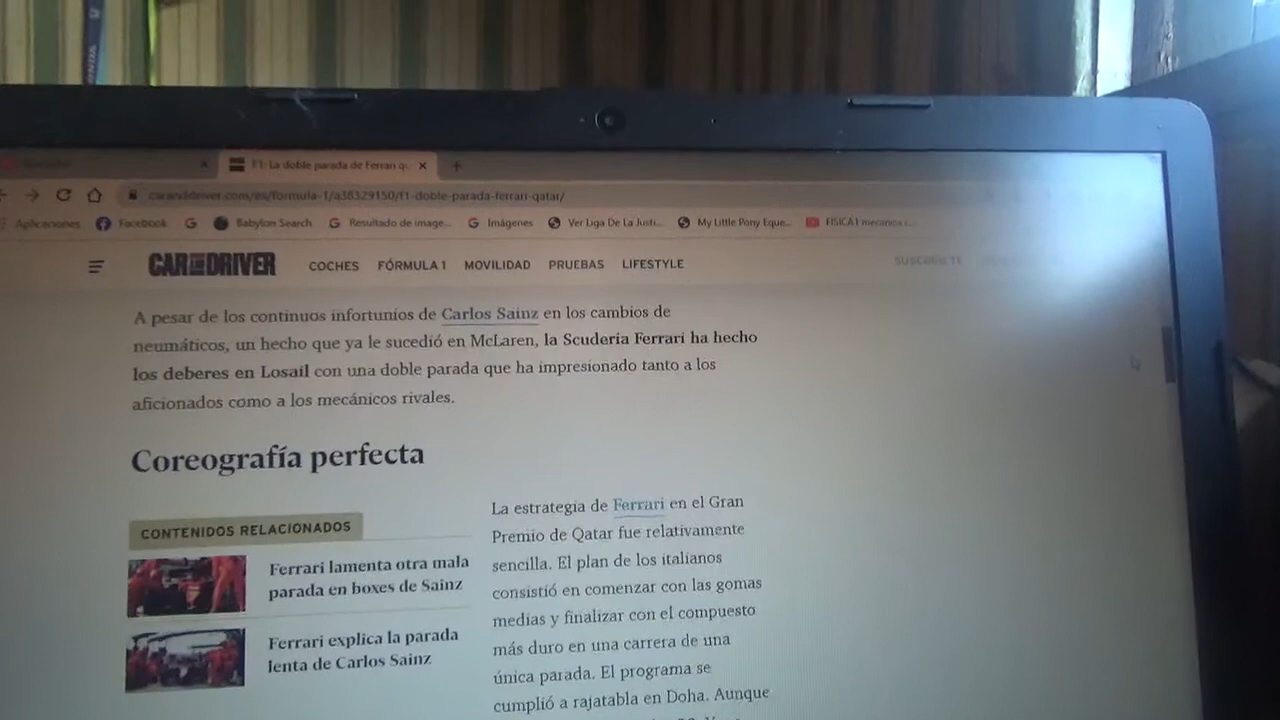 F1: La doble parada de Ferrari qu
caranddriver.com/es/formula-1/a38329150/f1-doble-parada-ferrari-qatar/
Aplicaciones Facebook Babylon Search Resultado de image... Imágenes Ver Liga De La Justi... My Little Pony Eque... FISICA I mecanica
CAR AND DRIVER COCHES FÓRMULA 1 MOVILIDAD PRUEBAS LIFESTYLE SUSCRÍBETE
A pesar de los continuos infortunios de Carlos Sainz en los cambios de
neumáticos, un hecho que ya le sucedió en McLaren, la Scuderia Ferrari ha hecho
los deberes en Losail con una doble parada que ha impresionado tanto a los
aficionados como a los mecánicos rivales.
Coreografía perfecta
CONTENIDOS RELACIONADOS
Ferrari lamenta otra mala
parada en boxes de Sainz
Ferrari explica la parada
lenta de Carlos Sainz
La estrategia de Ferrari en el Gran
Premio de Qatar fue relativamente
sencilla. El plan de los italianos
consistió en comenzar con las gomas
medias y finalizar con el compuesto
más duro en una carrera de una
única parada. El programa se
cumplió a rajatabla en Doha. Aunque